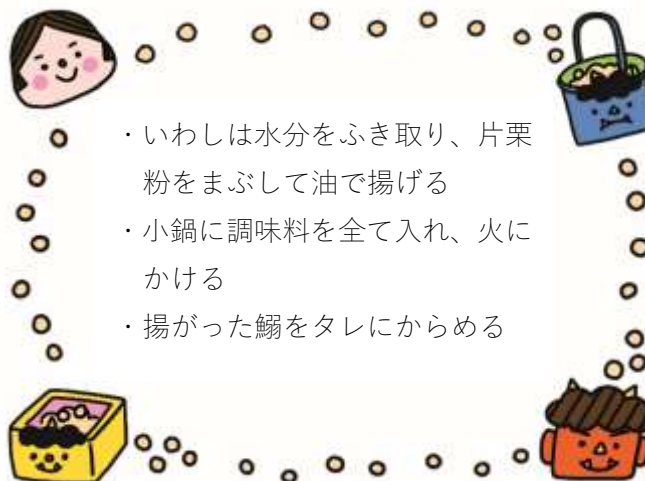 ・いわしは水分をふき取り、片栗
粉をまぶして油で揚げる
・小鍋に調味料を全て入れ、火に
かける
・揚がった鰯をタレにからめる